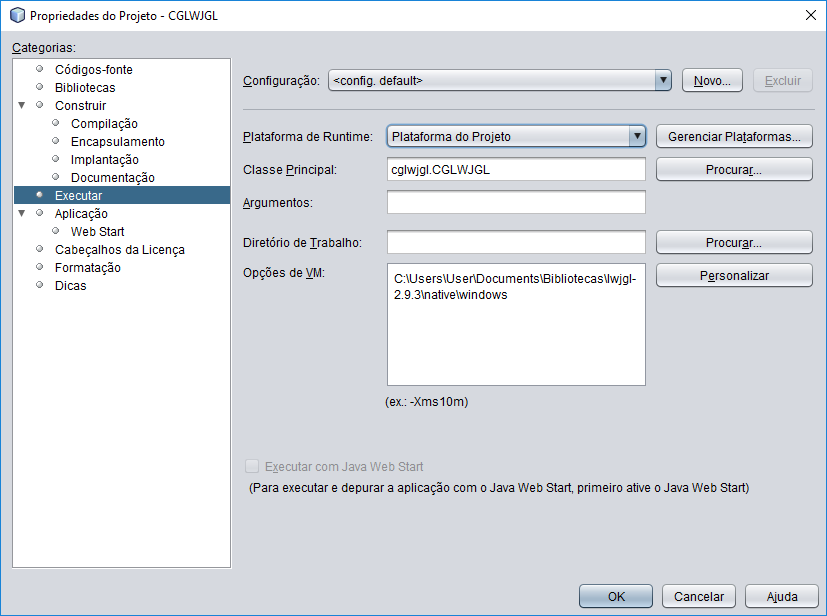 Propriedades do Projeto - CGLWJGL
Categorias:
Códigos-fonte
Bibliotecas
Construir
Compilação
Encapsulamento
Implantação
Documentação
Executar
Aplicação
Web Start
Cabeçalhos da Licença
Formatação
Dicas
Configuração: <config. default> Novo... Excluir
Plataforma de Runtime: Plataforma do Projeto Gerenciar Plataformas...
Classe Principal: cglwjgl.CGLWJGL Procurar...
Argumentos:
Diretório de Trabalho: Procurar...
Opções de VM: C:\Users\User\Documents\Bibliotecas\lwjgl- Personalizar
2.9.3\native\windows
(ex.: -Xms10m)
Executar com Java Web Start
(Para executar e depurar a aplicação com o Java Web Start, primeiro ative o Java Web Start)
OK Cancelar Ajuda